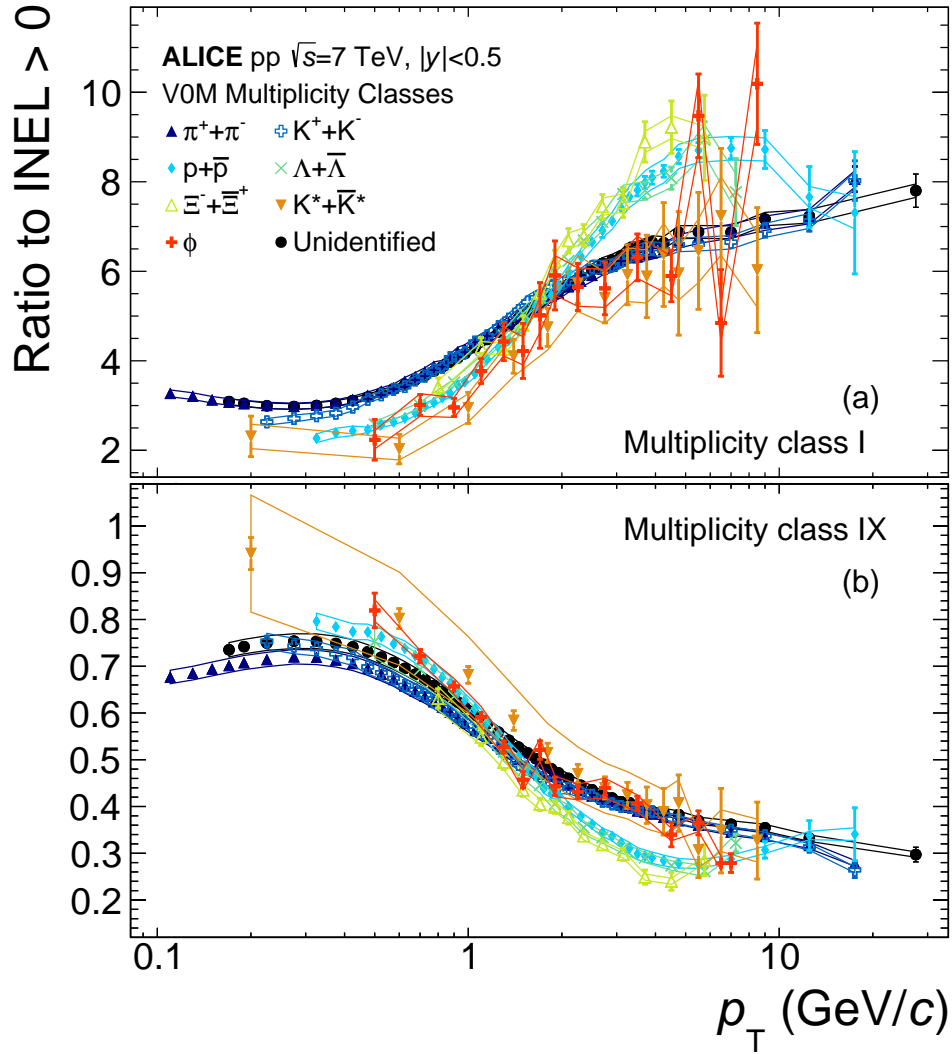 Ratio to INEL > 0
ALICE pp √s=7 TeV, |y|<0.5
V0M Multiplicity Classes
π⁺+π⁻ K⁺+K⁻
p+p̅ Λ+Λ̅
Ξ⁻+Ξ̅⁺ K*+K̅*
ϕ Unidentified
10
8
6
4
2
(a)
Multiplicity class I
1
0.9
0.8
0.7
0.6
0.5
0.4
0.3
0.2
Multiplicity class IX
(b)
0.1 1 10
p_T (GeV/c)